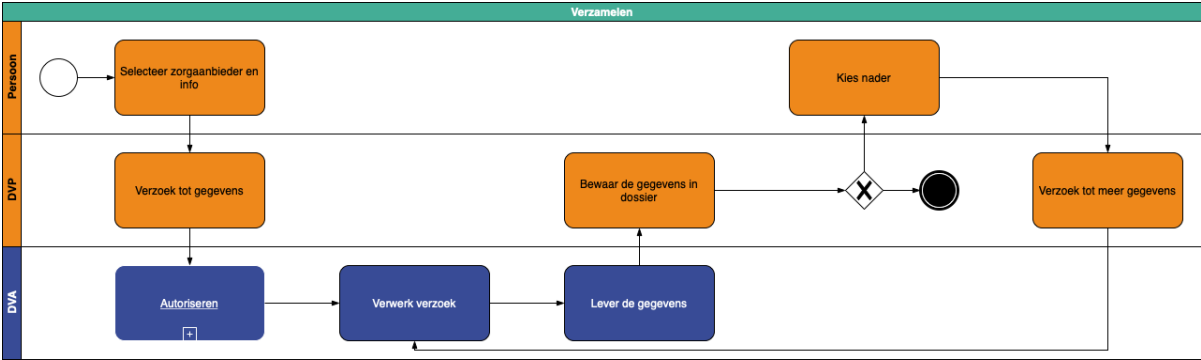 Verzamelen
Persoon
Selecteer zorgaanbieder en
info
Kies nader
DVP
Verzoek tot gegevens
Bewaar de gegevens in
dossier
Verzoek tot meer gegevens
DVA
Autoriseren
Verwerk verzoek
Lever de gegevens